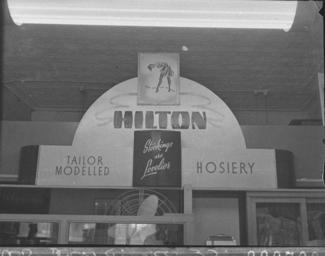 HILTON
Stockings
are
Lovelier
TAILOR
MODELLED
HOSIERY